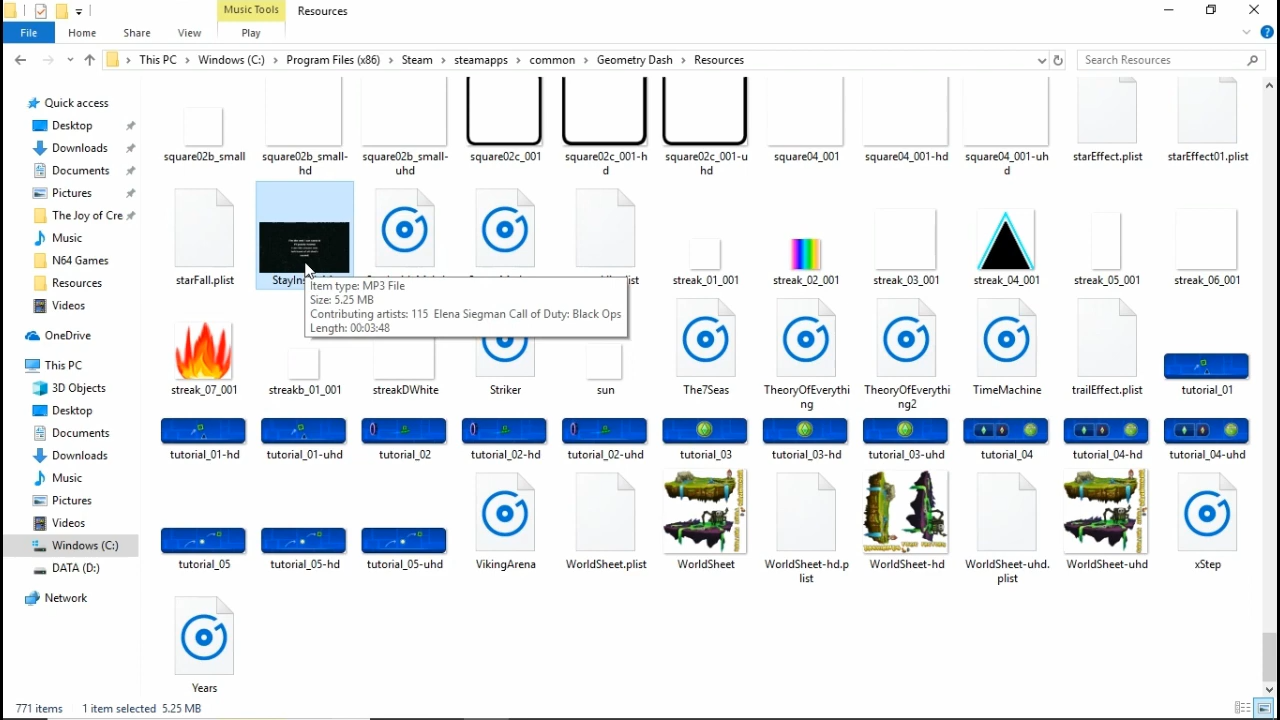 Music Tools
Resources
File
Home
Share
View
Play
This PC
Windows (C:)
Program Files (x86)
Steam
steamapps
common
Geometry Dash
Resources
Search Resources
Quick access
Desktop
Downloads
Documents
Pictures
The Joy of Cre
Music
N64 Games
Resources
Videos
OneDrive
This PC
3D Objects
Desktop
Documents
Downloads
Music
Pictures
Videos
Windows (C:)
DATA (D:)
Network
square02b_small
square02b_small-
hd
square02b_small-
uhd
square02c_001
square02c_001-h
d
square02c_001-u
hd
square04_001
square04_001-hd
square04_001-uh
d
starEffect.plist
starEffect01.plist
starFall.plist
streak_01_001
streak_02_001
streak_03_001
streak_04_001
streak_05_001
streak_06_001
Item type: MP3 File
Size: 5.25 MB
Contributing artists: 115 Elena Siegman Call of Duty: Black Ops
Length: 00:03:48
streak_07_001
streakb_01_001
streakDWhite
Striker
sun
The7Seas
TheoryOfEverythi
ng
TheoryOfEverythi
ng2
TimeMachine
trailEffect.plist
tutorial_01
tutorial_01-hd
tutorial_01-uhd
tutorial_02
tutorial_02-hd
tutorial_02-uhd
tutorial_03
tutorial_03-hd
tutorial_03-uhd
tutorial_04
tutorial_04-hd
tutorial_04-uhd
tutorial_05
tutorial_05-hd
tutorial_05-uhd
VikingArena
WorldSheet.plist
WorldSheet
WorldSheet-hd.p
list
WorldSheet-hd
WorldSheet-uhd.
plist
WorldSheet-uhd
xStep
Years
771 items
1 item selected 5.25 MB